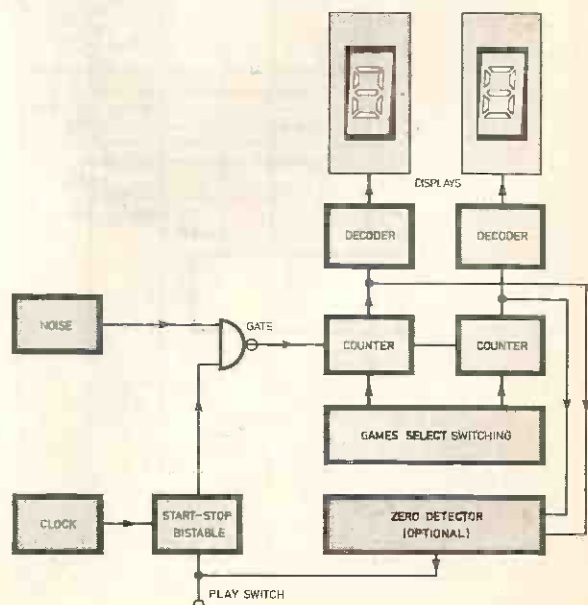 DISPLAYS
DECODER
DECODER
NOISE
GATE
COUNTER
COUNTER
GAMES SELECT SWITCHING
CLOCK
START-STOP
BISTABLE
ZERO DETECTOR
(OPTIONAL)
PLAY SWITCH